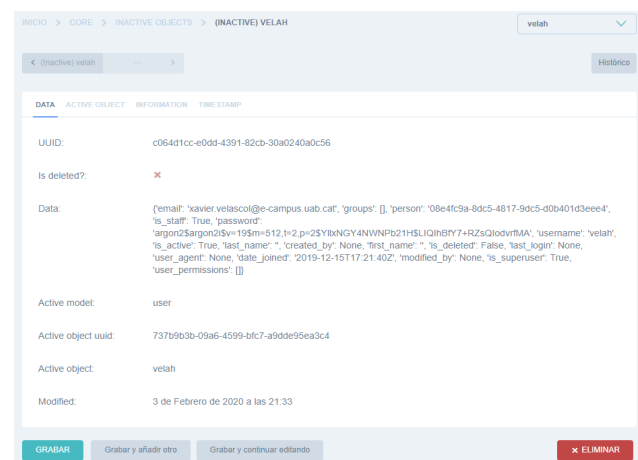 INICIO > CORE > INACTIVE OBJECTS > (INACTIVE) VELAH
velah
< (Inactive) velah ... >
Histórico
DATA ACTIVE OBJECT INFORMATION TIMESTAMP
UUID: c064d1cc-e0dd-4391-82cb-30a0240a0c56
Is deleted?:
Data: {'email': 'xavier.velascol@e-campus.uab.cat', 'groups': [], 'person': '08e4fc9a-8dc5-4817-9dc5-d0b401d3eee4',
'is_staff': True, 'password':
'argon2$argon2i$v=19$m=512,t=2,p=2$YllxNGY4NWNPb21H$LIQIhBfY7+RZsQlodvrfMA', 'username': 'velah',
'is_active': True, 'last_name': '', 'created_by': None, 'first_name': '', 'is_deleted': False, 'last_login': None,
'user_agent': None, 'date_joined': '2019-12-15T17:21:40Z', 'modified_by': None, 'is_superuser': True,
'user_permissions': []}
Active model: user
Active object uuid: 737b9b3b-09a6-4599-bfc7-a9dde95ea3c4
Active object: velah
Modified: 3 de Febrero de 2020 a las 21:33
GRABAR Grabar y añadir otro Grabar y continuar editando × ELIMINAR